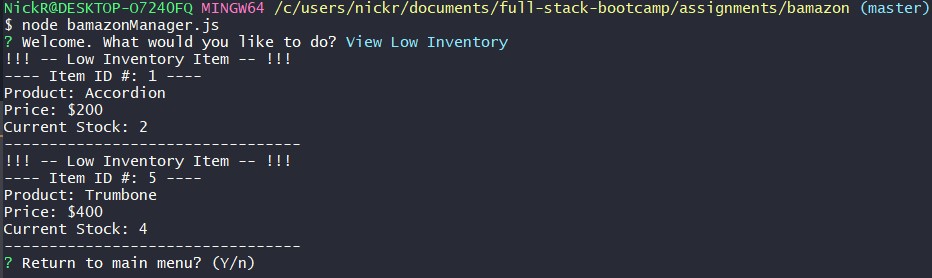 NickR@DESKTOP-O7240FQ MINGW64 /c/users/nickr/documents/full-stack-bootcamp/assignments/bamazon (master)
$ node bamazonManager.js
? Welcome. What would you like to do? View Low Inventory
!!! -- Low Inventory Item -- !!!
---- Item ID #: 1 ----
Product: Accordion
Price: $200
Current Stock: 2
--------------------------------
!!! -- Low Inventory Item -- !!!
---- Item ID #: 5 ----
Product: Trumbone
Price: $400
Current Stock: 4
--------------------------------
? Return to main menu? (Y/n)